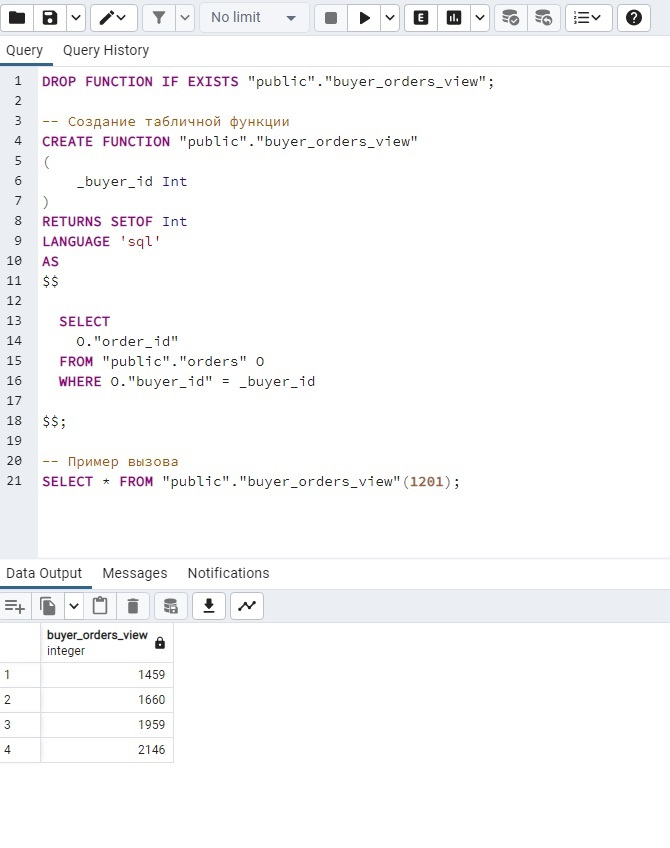 No limit
E
Query Query History
1 DROP FUNCTION IF EXISTS "public"."buyer_orders_view";
2
3 -- Создание табличной функции
4 CREATE FUNCTION "public"."buyer_orders_view"
5 (
6 _buyer_id Int
7 )
8 RETURNS SETOF Int
9 LANGUAGE 'sql'
10 AS
11 $$
12
13 SELECT
14 O."order_id"
15 FROM "public"."orders" O
16 WHERE O."buyer_id" = _buyer_id
17
18 $$;
19
20 -- Пример вызова
21 SELECT * FROM "public"."buyer_orders_view"(1201);
Data Output Messages Notifications
buyer_orders_view
integer
1 1459
2 1660
3 1959
4 2146